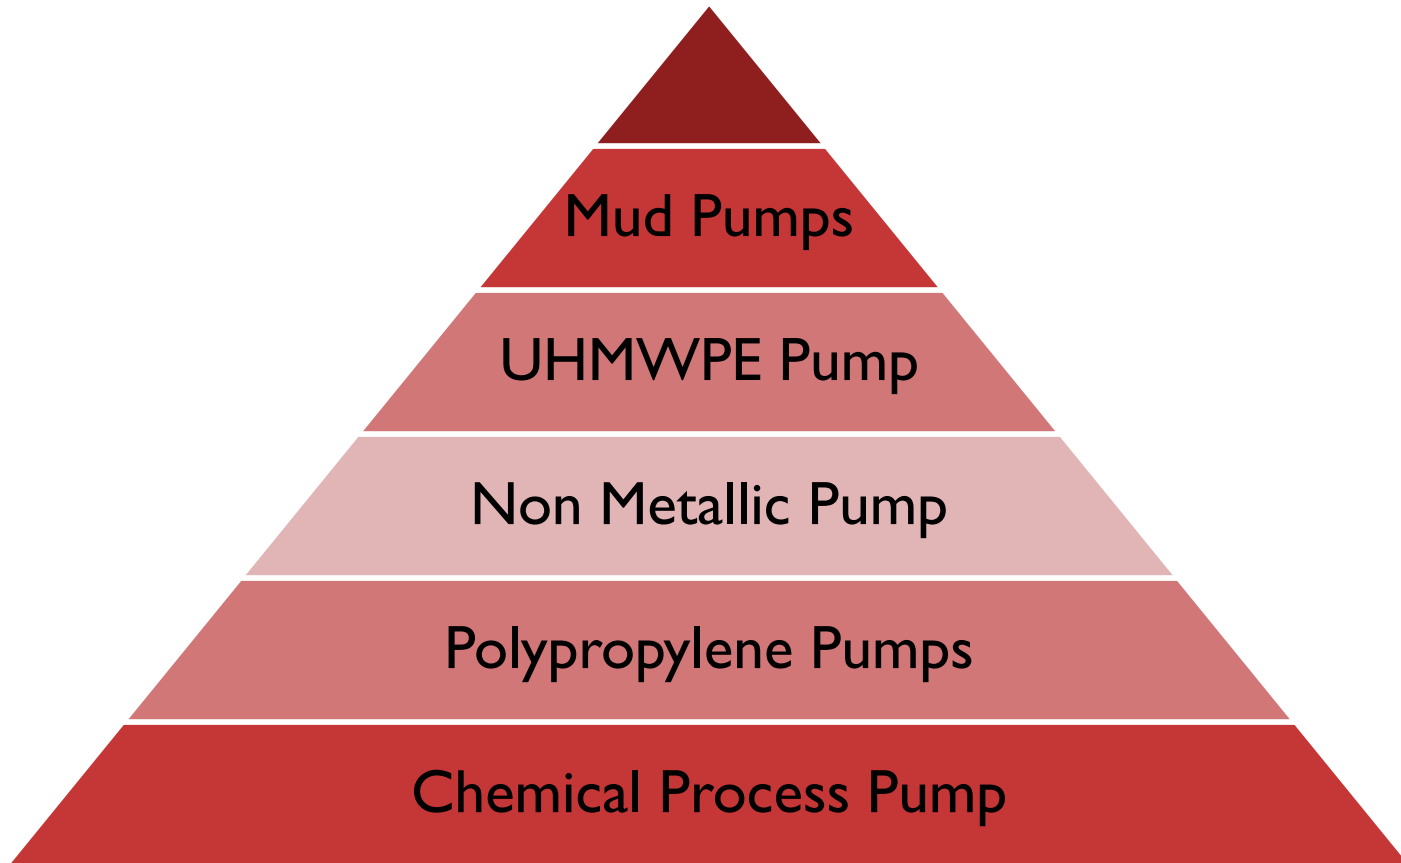 Mud Pumps
UHMWPE Pump
Non Metallic Pump
Polypropylene Pumps
Chemical Process Pump